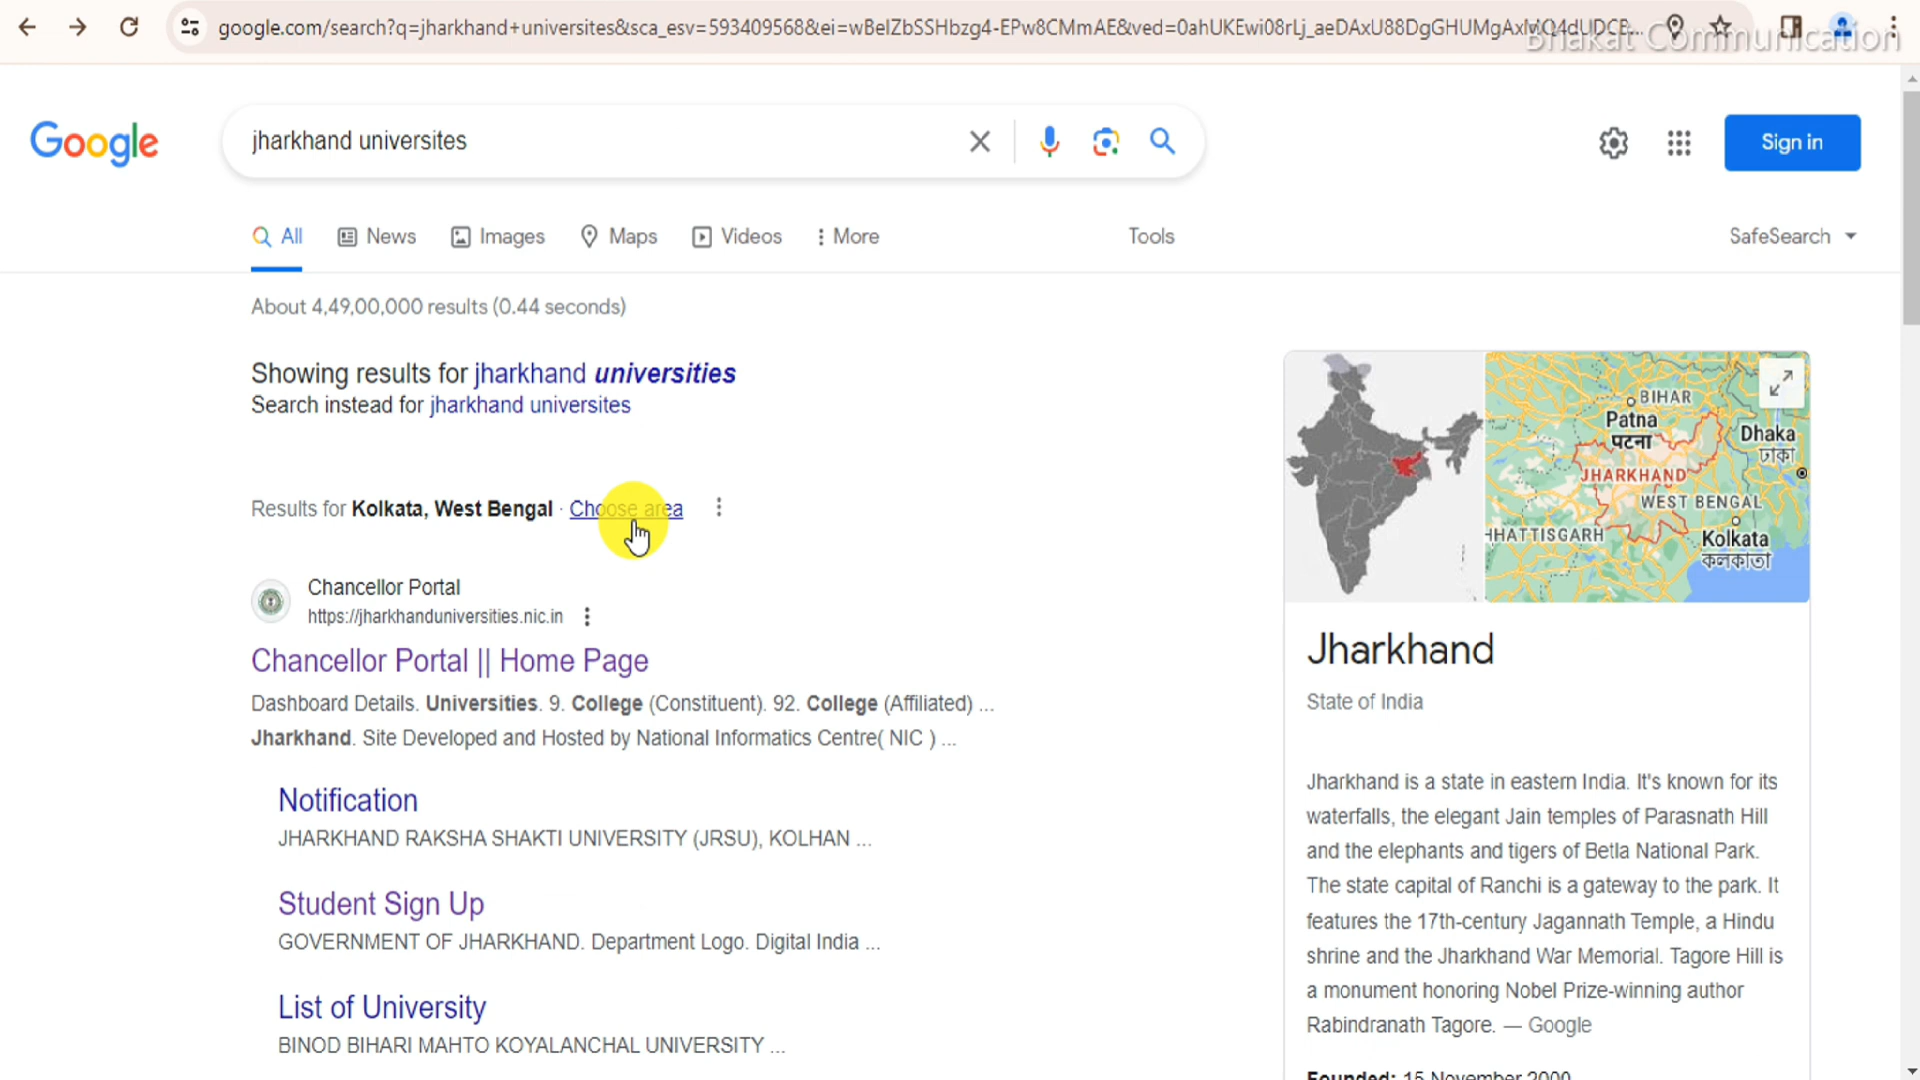 google.com/search?q=jharkhand+universites&sca_esv=593409568&ei=wBelZbSSHbzg4-EPw8CMmAE&ved=0ahUKEwi08rLj_aeDAxU88DgGHUMgAxMQ4dUDCB...
Bhakat Communication
Google
jharkhand universites
Sign in
All
News
Images
Maps
Videos
More
Tools
SafeSearch
About 4,49,00,000 results (0.44 seconds)
Showing results for jharkhand universities
Search instead for jharkhand universites
Results for Kolkata, West Bengal · Choose area
Chancellor Portal
https://jharkhanduniversities.nic.in
Chancellor Portal || Home Page
Dashboard Details. Universities. 9. College (Constituent). 92. College (Affiliated) ...
Jharkhand. Site Developed and Hosted by National Informatics Centre( NIC ) ...
Notification
JHARKHAND RAKSHA SHAKTI UNIVERSITY (JRSU), KOLHAN ...
Student Sign Up
GOVERNMENT OF JHARKHAND. Department Logo. Digital India ...
List of University
BINOD BIHARI MAHTO KOYALANCHAL UNIVERSITY ...
BIHAR
Patna
पटना
Dhaka
ঢাকা
JHARKHAND
WEST BENGAL
HHATTISGARH
Kolkata
কলকাতা
Jharkhand
State of India
Jharkhand is a state in eastern India. It's known for its
waterfalls, the elegant Jain temples of Parasnath Hill
and the elephants and tigers of Betla National Park.
The state capital of Ranchi is a gateway to the park. It
features the 17th-century Jagannath Temple, a Hindu
shrine and the Jharkhand War Memorial. Tagore Hill is
a monument honoring Nobel Prize-winning author
Rabindranath Tagore. — Google
Founded: 15 November 2000